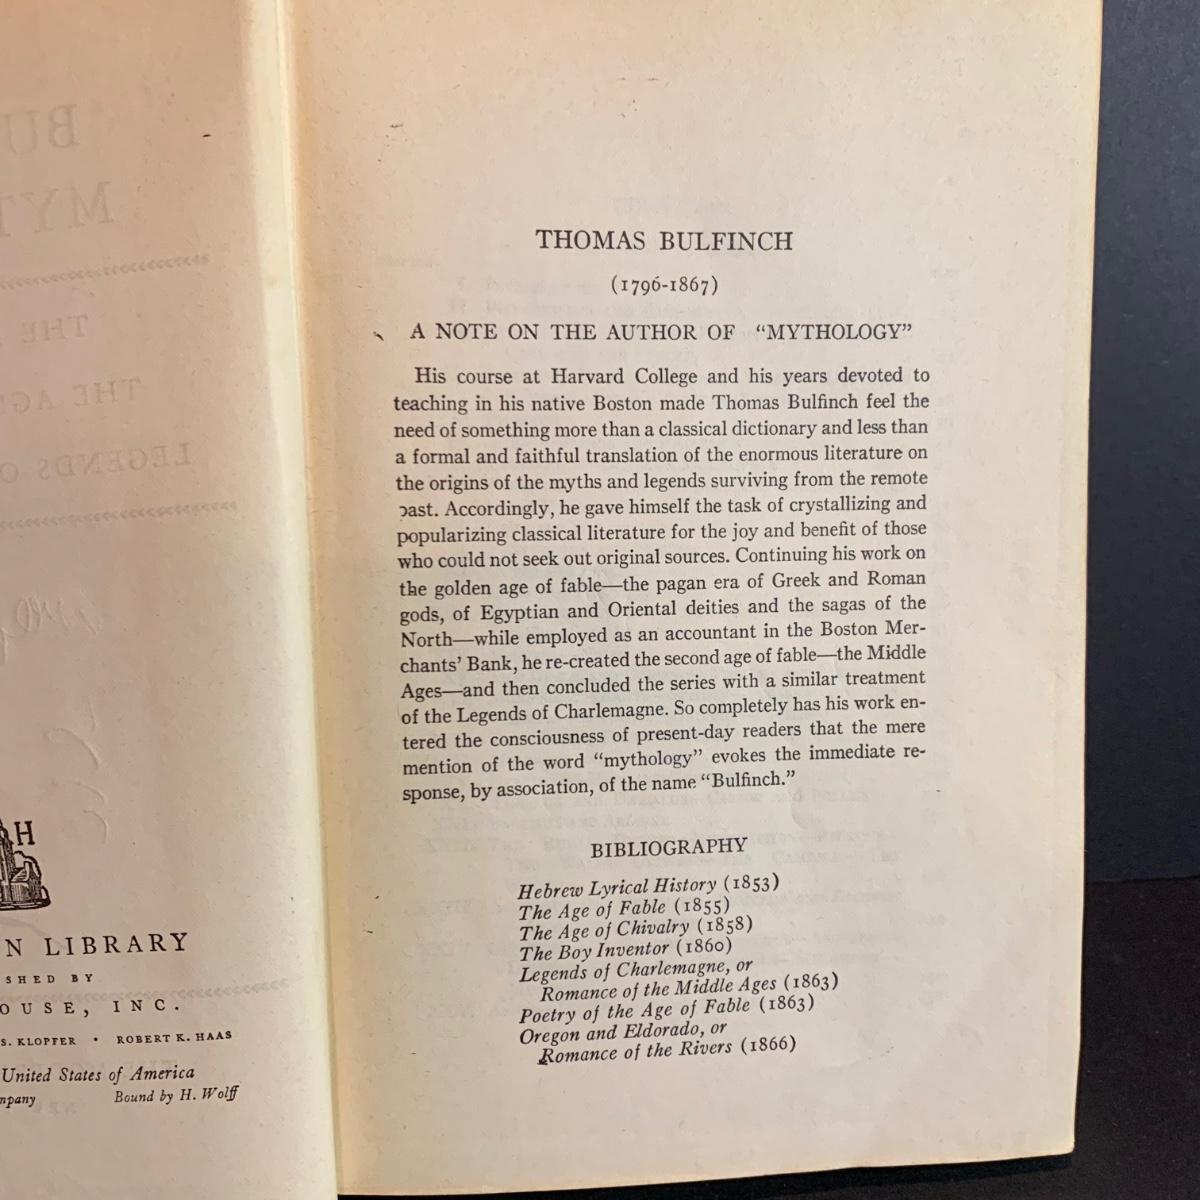 H
N LIBRARY
SHED BY
OUSE, INC.
S. KLOPFER • ROBERT K. HAAS
United States of America
mpany Bound by H. Wolff
THOMAS BULFINCH
(1796-1867)
A NOTE ON THE AUTHOR OF “MYTHOLOGY”
His course at Harvard College and his years devoted to
teaching in his native Boston made Thomas Bulfinch feel the
need of something more than a classical dictionary and less than
a formal and faithful translation of the enormous literature on
the origins of the myths and legends surviving from the remote
past. Accordingly, he gave himself the task of crystallizing and
popularizing classical literature for the joy and benefit of those
who could not seek out original sources. Continuing his work on
the golden age of fable—the pagan era of Greek and Roman
gods, of Egyptian and Oriental deities and the sagas of the
North—while employed as an accountant in the Boston Mer-
chants’ Bank, he re-created the second age of fable—the Middle
Ages—and then concluded the series with a similar treatment
of the Legends of Charlemagne. So completely has his work en-
tered the consciousness of present-day readers that the mere
mention of the word “mythology” evokes the immediate re-
sponse, by association, of the name “Bulfinch.”
BIBLIOGRAPHY
Hebrew Lyrical History (1853)
The Age of Fable (1855)
The Age of Chivalry (1858)
The Boy Inventor (1860)
Legends of Charlemagne, or
Romance of the Middle Ages (1863)
Poetry of the Age of Fable (1863)
Oregon and Eldorado, or
Romance of the Rivers (1866)